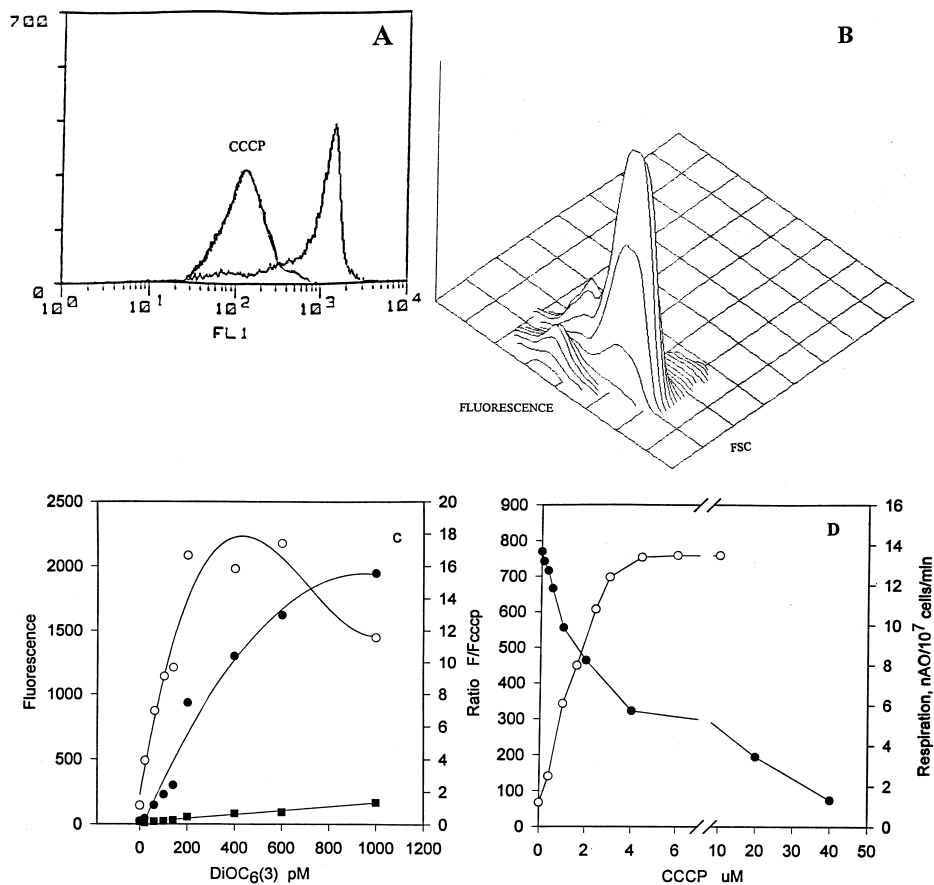 700
A
CCCP
0
10^0 10^1 10^2 10^3 10^4
FL1
B
FLUORESCENCE
FSC
C
2500
2000
1500
1000
500
0
Fluorescence
20
18
16
14
12
10
8
6
4
2
0
Ratio F/Fcccp
0 200 400 600 800 1000 1200
DiOC6(3) pM
D
900
800
700
600
500
400
300
200
100
0
16
14
12
10
8
6
4
2
0
Respiration, nAO/10^7 cells/min
0 2 4 6 10 20 30 40 50
CCCP uM